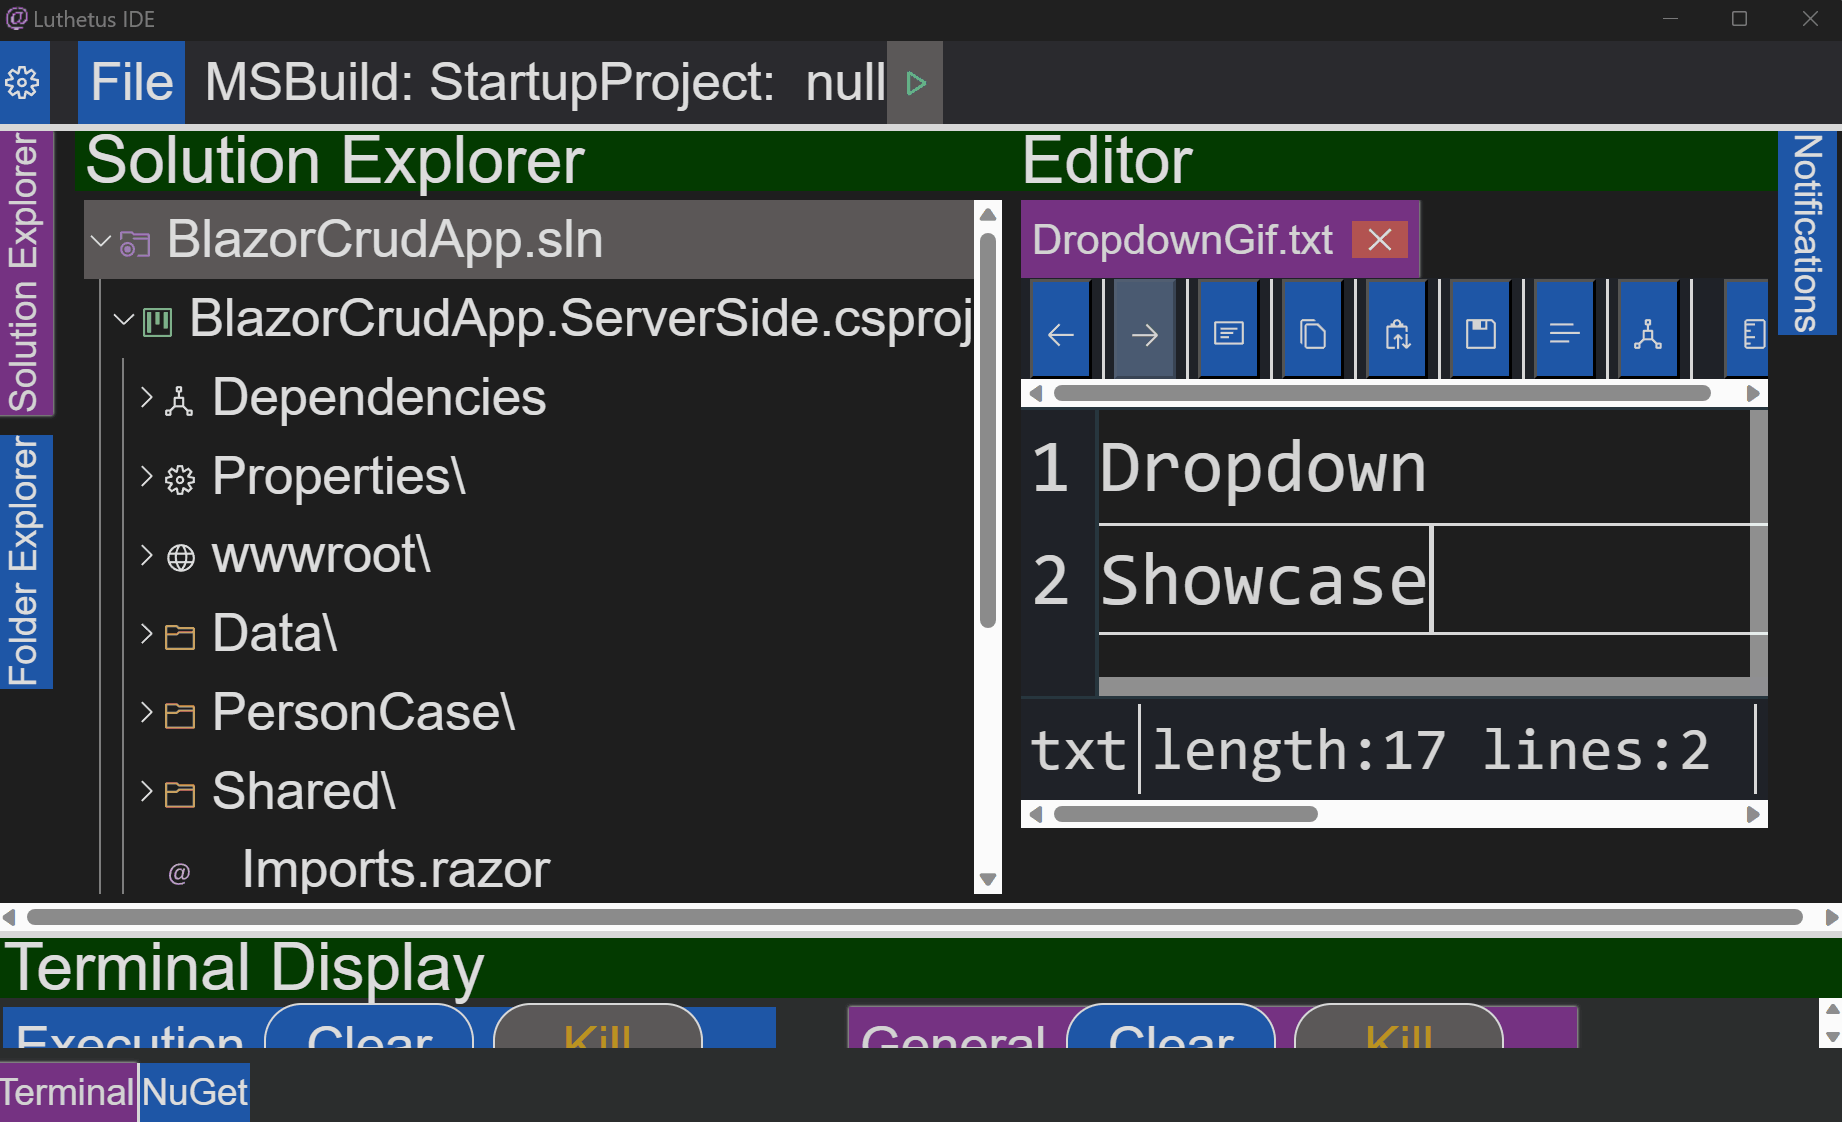 Luthetus IDE
File MSBuild: StartupProject: null
Solution Explorer
Folder Explorer
Solution Explorer
BlazorCrudApp.sln
BlazorCrudApp.ServerSide.csproj
Dependencies
Properties\
wwwroot\
Data\
PersonCase\
Shared\
@ Imports.razor
Editor
DropdownGif.txt
1 Dropdown
2 Showcase
txt length:17 lines:2
Notifications
Terminal Display
Execution Clear Kill General Clear Kill
Terminal NuGet